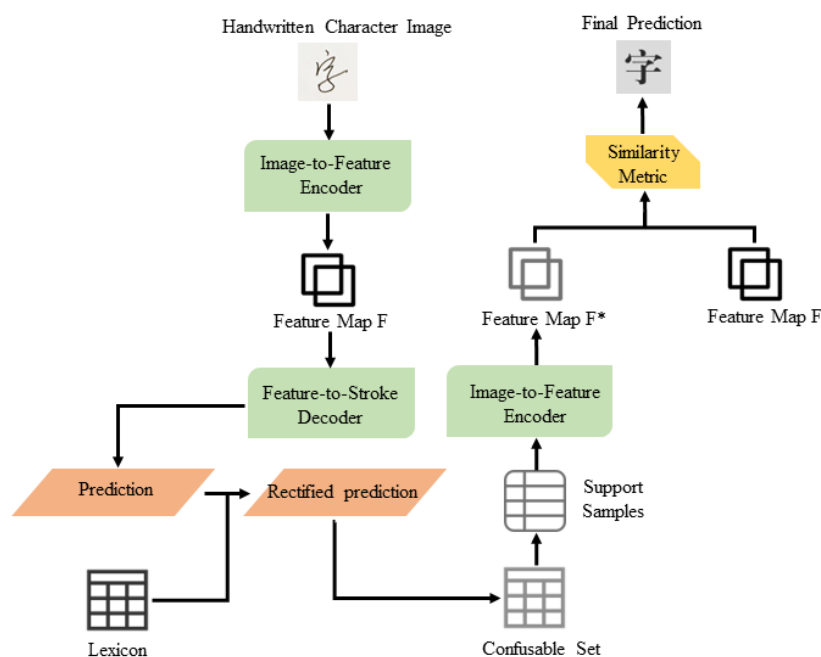 Handwritten Character Image
字
Image-to-Feature
Encoder
Feature Map F
Feature-to-Stroke
Decoder
Prediction
Lexicon
Rectified prediction
Confusable Set
Support
Samples
Image-to-Feature
Encoder
Feature Map F*
Feature Map F
Similarity
Metric
Final Prediction
字